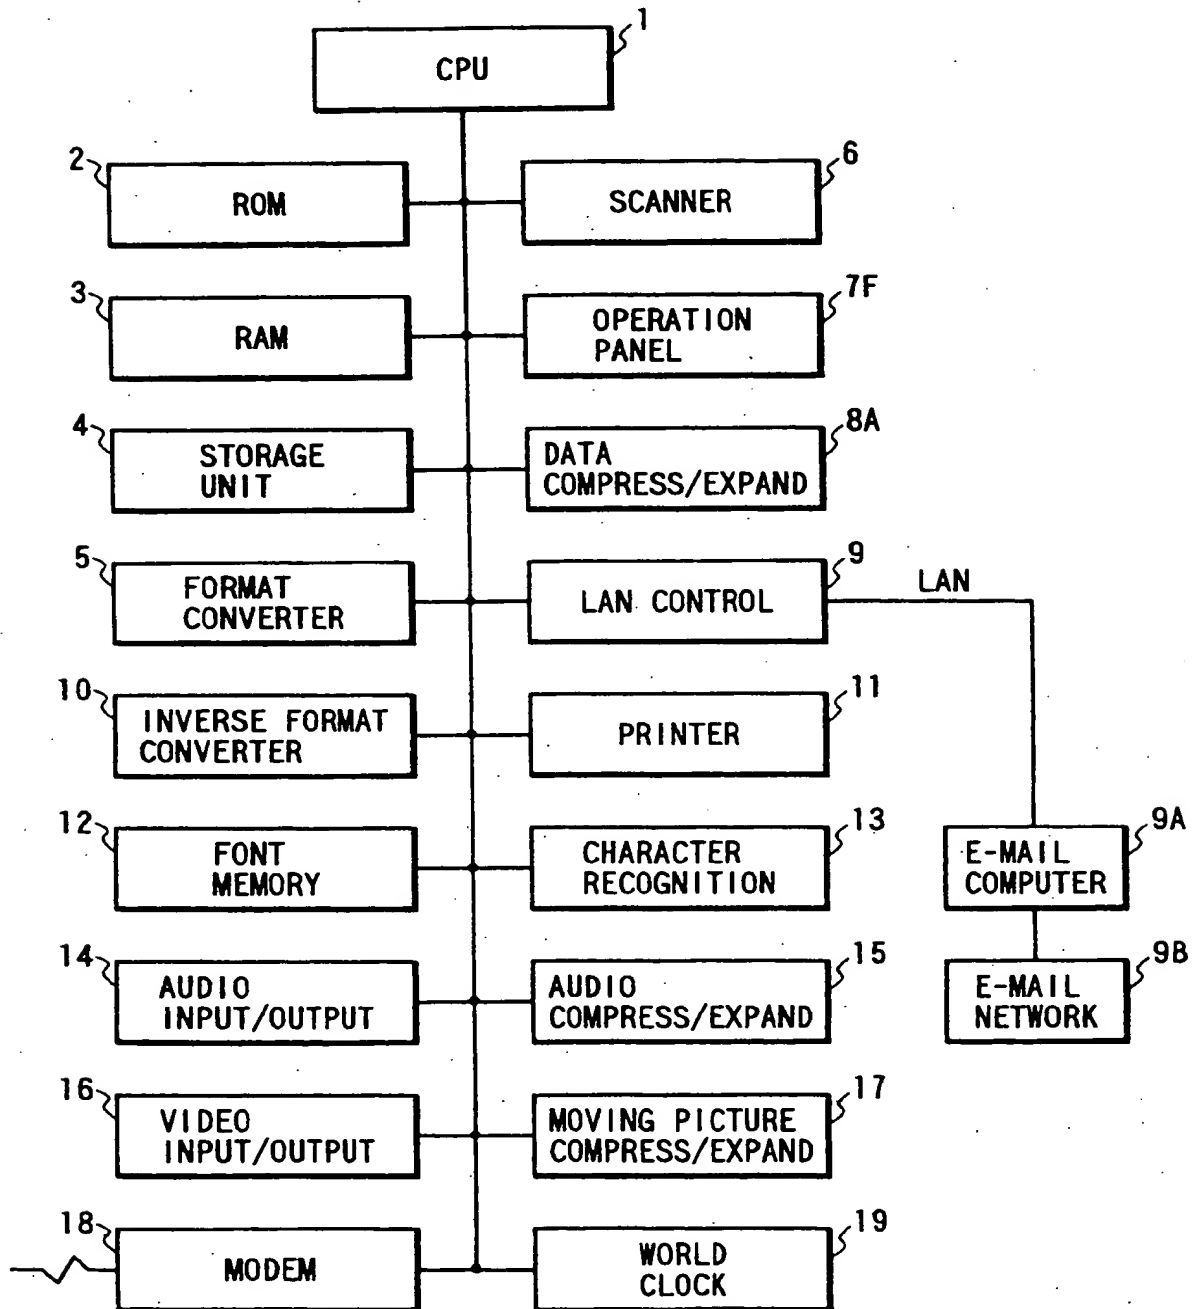 1
CPU
2
ROM
6
SCANNER
3
RAM
7F
OPERATION
PANEL
4
STORAGE
UNIT
8A
DATA
COMPRESS/EXPAND
5
FORMAT
CONVERTER
9
LAN CONTROL
LAN
10
INVERSE FORMAT
CONVERTER
11
PRINTER
12
FONT
MEMORY
13
CHARACTER
RECOGNITION
9A
E-MAIL
COMPUTER
14
AUDIO
INPUT/OUTPUT
15
AUDIO
COMPRESS/EXPAND
9B
E-MAIL
NETWORK
16
VIDEO
INPUT/OUTPUT
17
MOVING PICTURE
COMPRESS/EXPAND
18
MODEM
19
WORLD
CLOCK